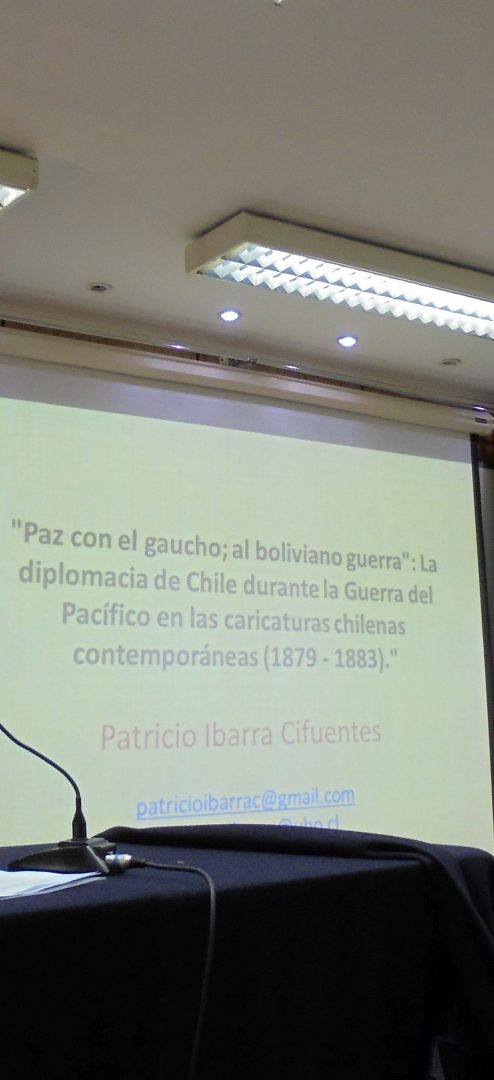 "Paz con el gaucho; al boliviano guerra": La
diplomacia de Chile durante la Guerra del
Pacífico en las caricaturas chilenas
contemporáneas (1879 - 1883)."
Patricio Ibarra Cifuentes
patricioibarrac@gmail.com